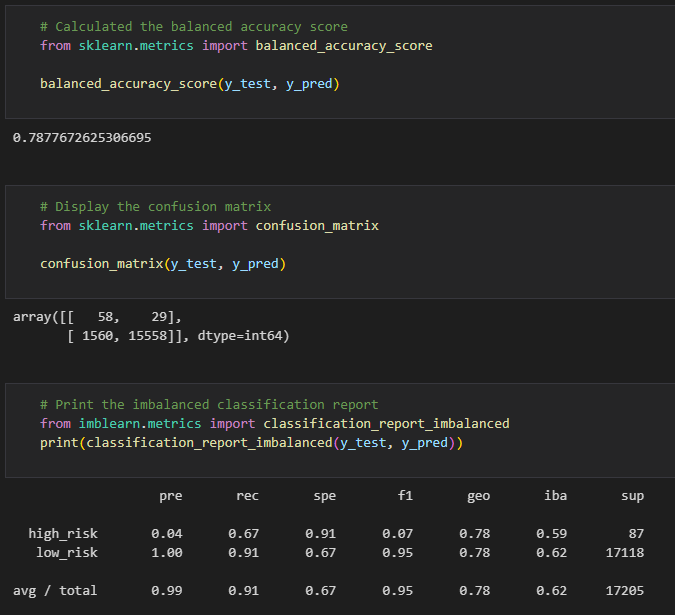 # Calculated the balanced accuracy score
from sklearn.metrics import balanced_accuracy_score
balanced_accuracy_score(y_test, y_pred)
0.7877672625306695
# Display the confusion matrix
from sklearn.metrics import confusion_matrix
confusion_matrix(y_test, y_pred)
array([[   58,    29],
       [ 1560, 15558]], dtype=int64)
# Print the imbalanced classification report
from imblearn.metrics import classification_report_imbalanced
print(classification_report_imbalanced(y_test, y_pred))
                   pre       rec       spe        f1       geo       iba       sup
  high_risk       0.04      0.67      0.91      0.07      0.78      0.59        87
   low_risk       1.00      0.91      0.67      0.95      0.78      0.62     17118
avg / total       0.99      0.91      0.67      0.95      0.78      0.62     17205